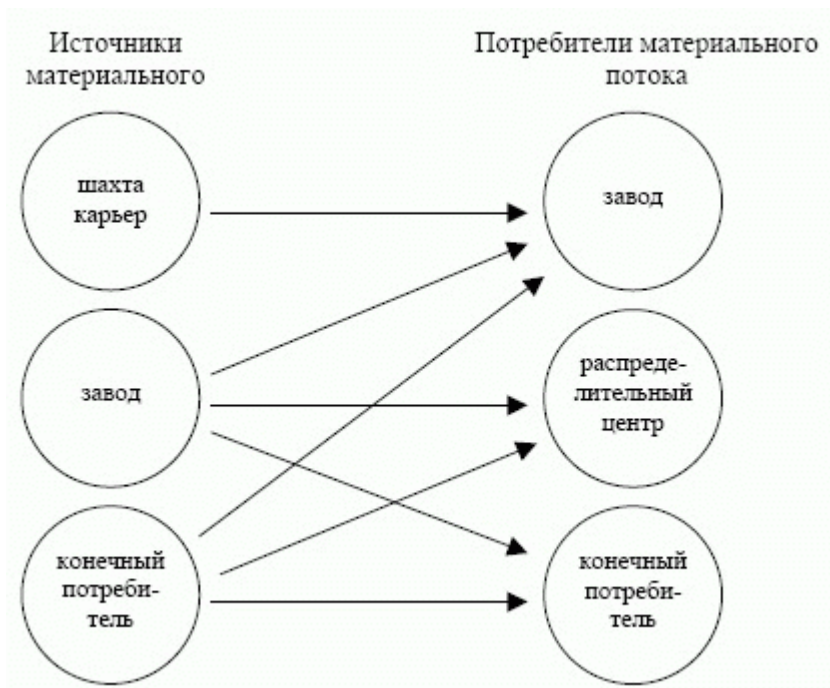 Источники
материального
Потребители материального
потока
шахта
карьер
завод
завод
распреде-
лительный
центр
конечный
потреби-
тель
конечный
потреби-
тель